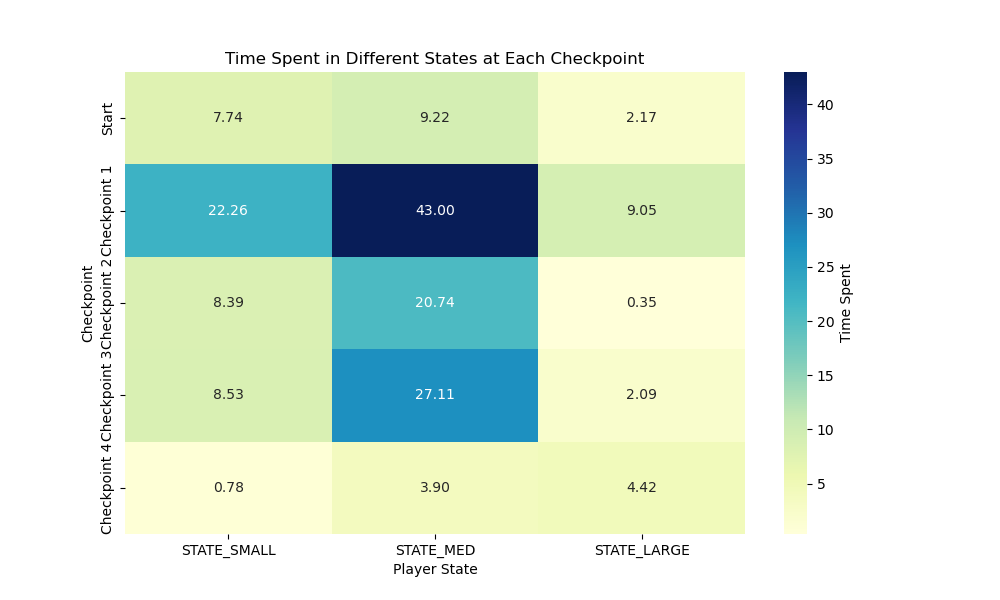 Time Spent in Different States at Each Checkpoint
Checkpoint
Start
7.74 9.22 2.17
Checkpoint 1
22.26 43.00 9.05
Checkpoint 2
8.39 20.74 0.35
Checkpoint 3
8.53 27.11 2.09
Checkpoint 4
0.78 3.90 4.42
STATE_SMALL STATE_MED STATE_LARGE
Player State
40
35
30
25
20
15
10
5
Time Spent